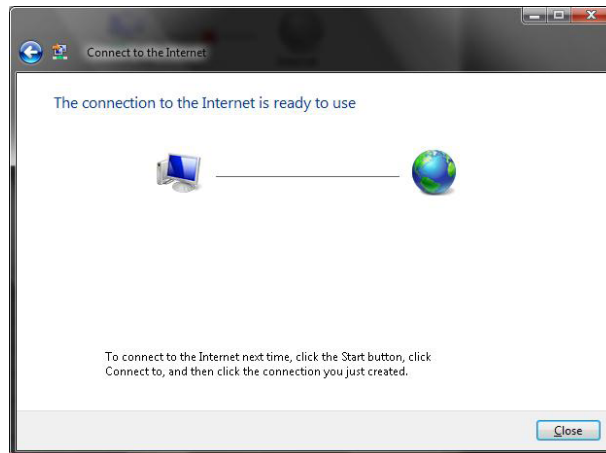 Connect to the Internet
The connection to the Internet is ready to use
To connect to the Internet next time, click the Start button, click
Connect to, and then click the connection you just created.
Close